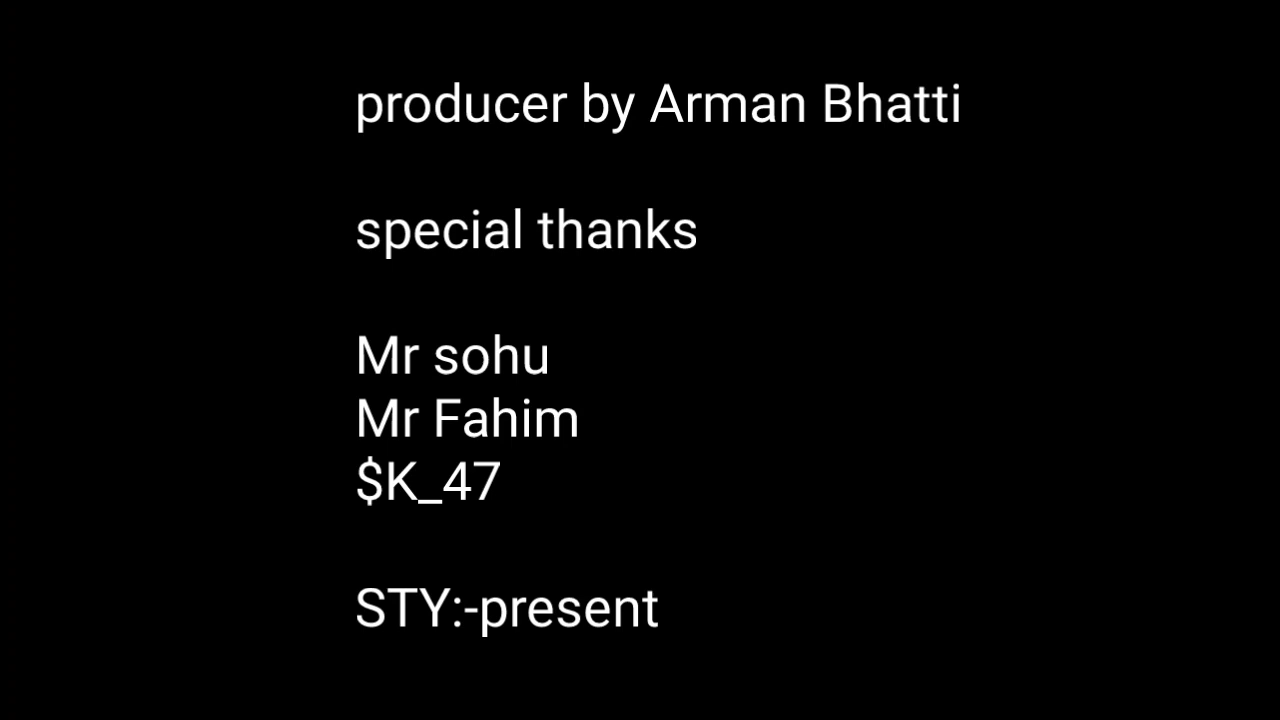 producer by Arman Bhatti
special thanks
Mr sohu
Mr Fahim
$K_47
STY:-present